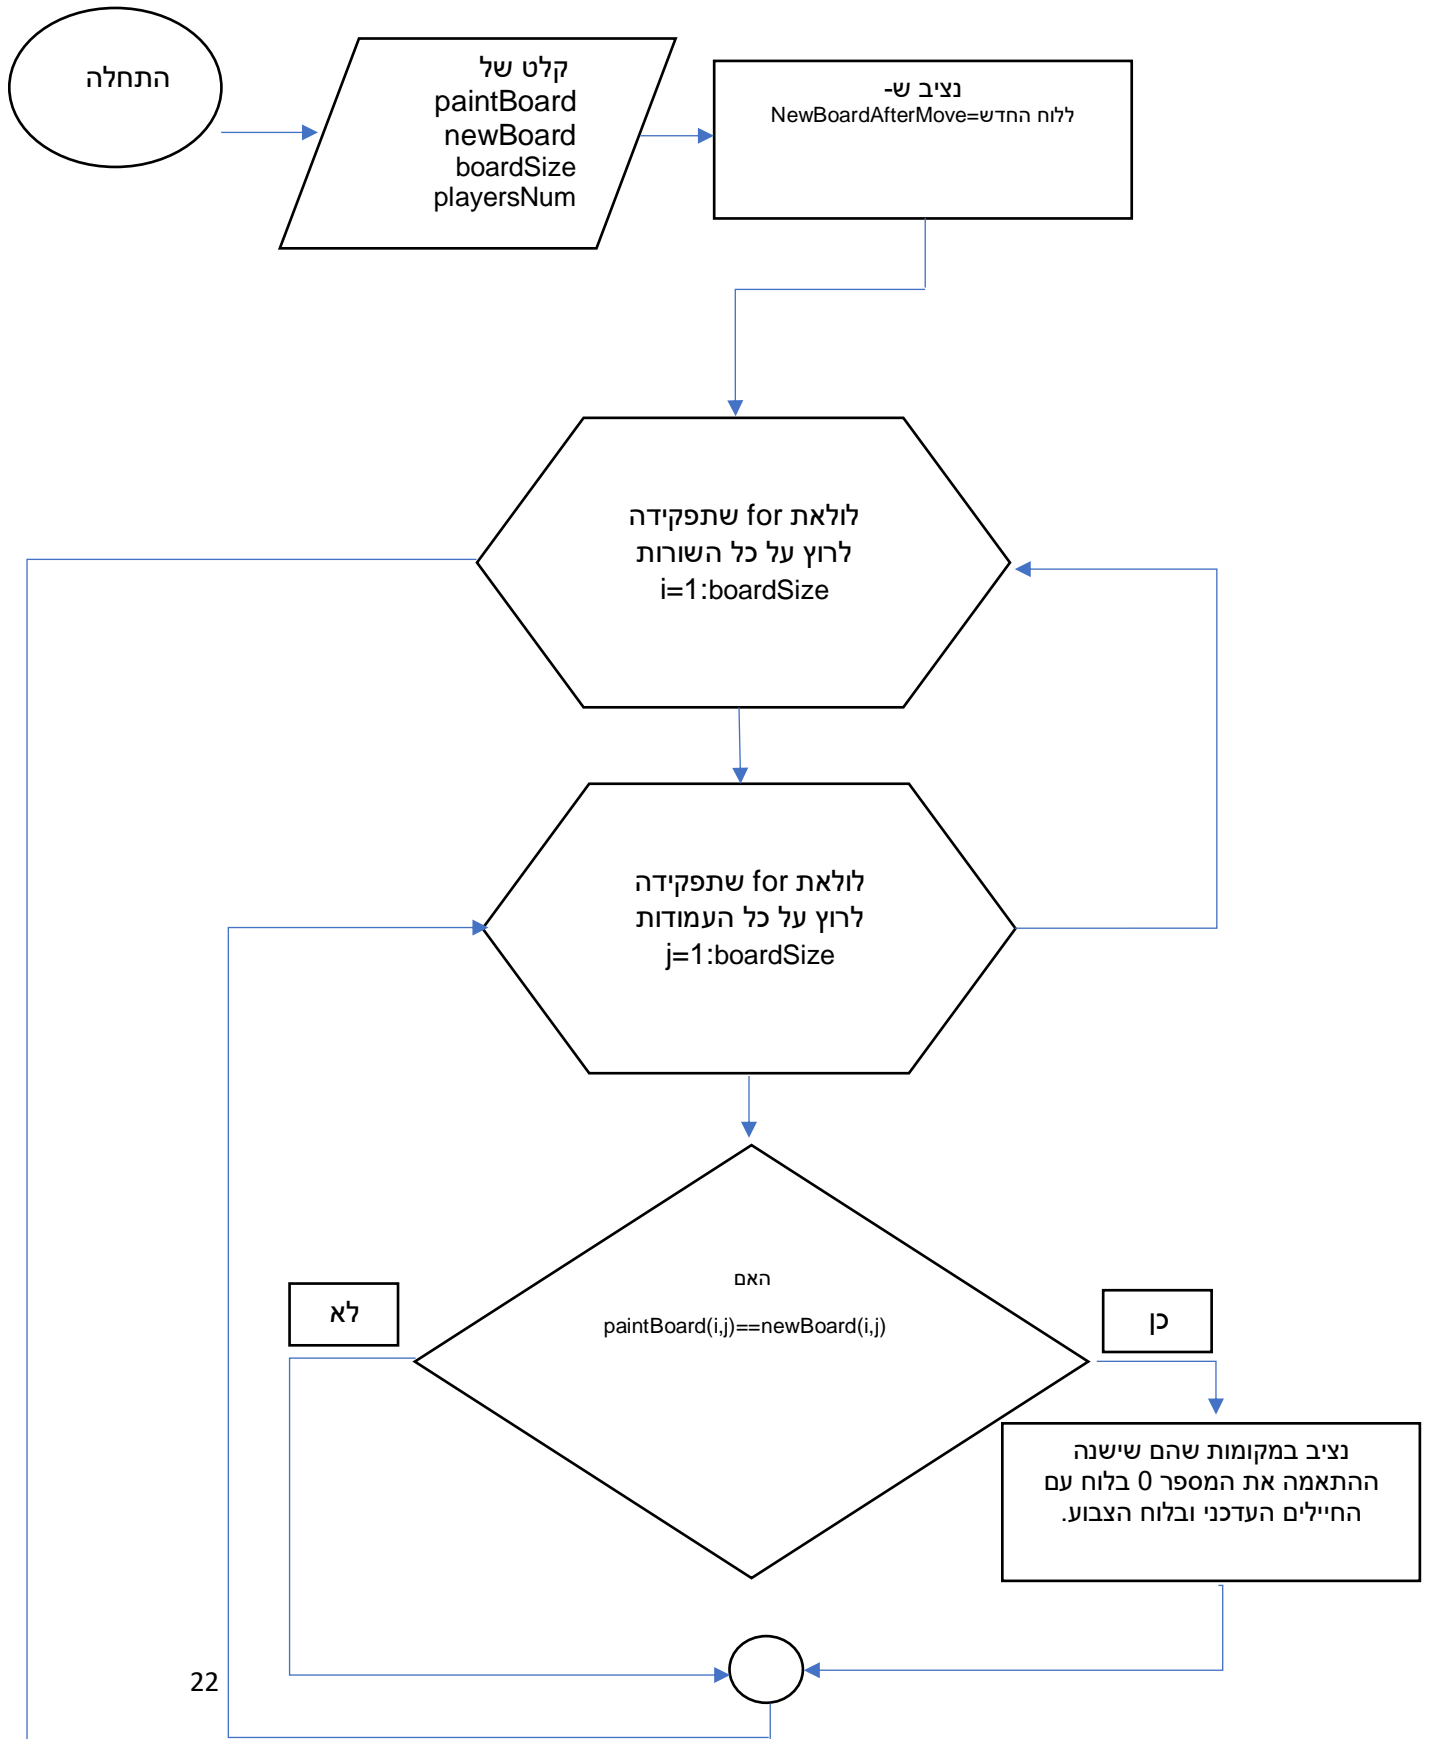 התחלה
קלט של
paintBoard
newBoard
boardSize
playersNum
נציב ש-
NewBoardAfterMove=ללוח החדש
לולאת for שתפקידה
לרוץ על כל השורות
i=1:boardSize
לולאת for שתפקידה
לרוץ על כל העמודות
j=1:boardSize
האם
paintBoard(i,j)==newBoard(i,j)
לא
כן
נציב במקומות שהם שישנה
ההתאמה את המספר 0 בלוח עם
החיילים העדכני ובלוח הצבוע.
22